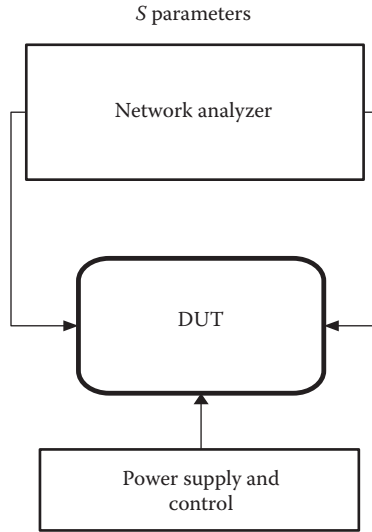 S parameters
Network analyzer
DUT
Power supply and
control